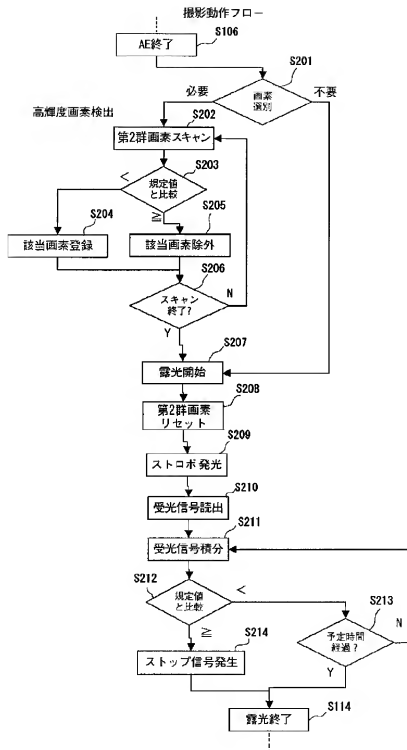 撮影動作フロー
AE終了
S106
S201
画素
選別
必要
不要
高輝度画素検出
S202
第2群画素スキャン
S203
規定値
と比較
<
≧
S204
S205
該当画素登録
該当画素除外
S206
スキャン
終了?
N
Y
S207
露光開始
S208
第2群画素
リセット
S209
ストロボ発光
S210
受光信号読出
S211
受光信号積分
S212
規定値
と比較
<
≧
S213
予定時間
経過?
N
Y
S214
ストップ信号発生
S114
露光終了